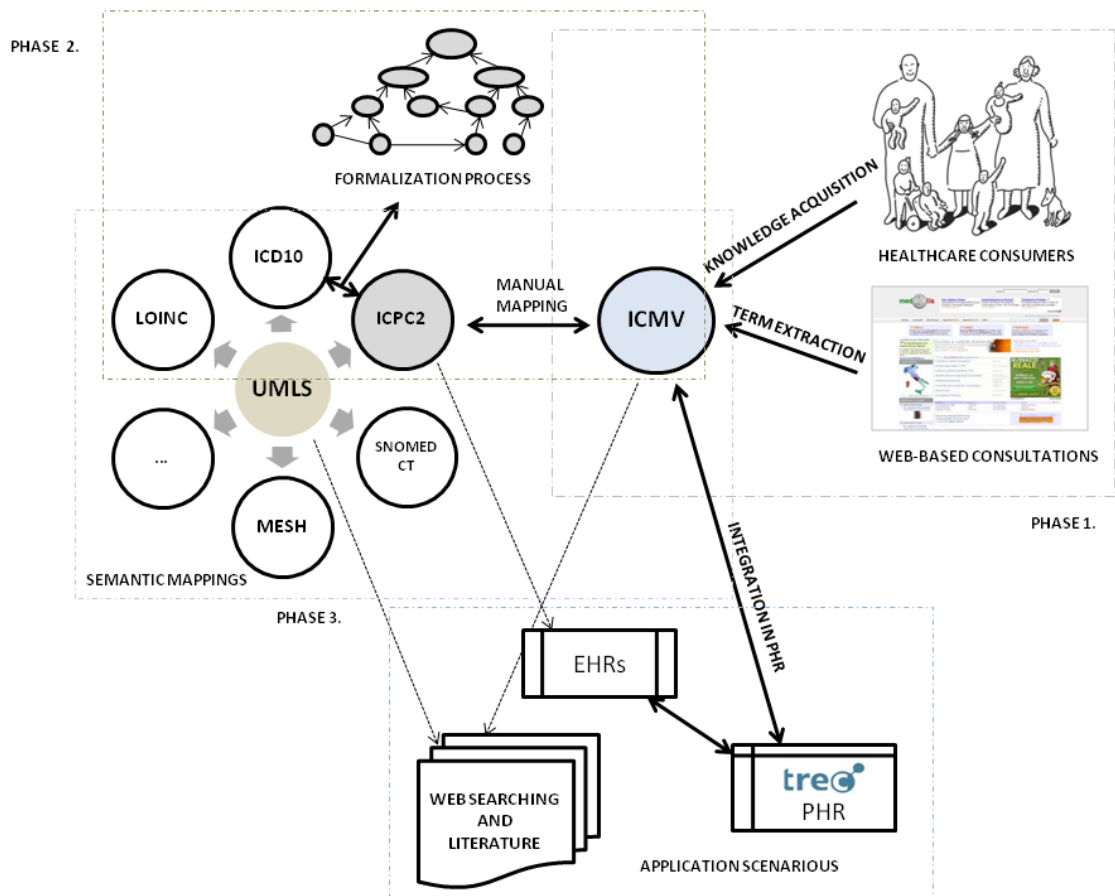 PHASE 2.
FORMALIZATION PROCESS
KNOWLEDGE ACQUISITION
HEALTHCARE CONSUMERS
ICD10
LOINC
ICPC2
MANUAL
MAPPING
ICMV
TERM EXTRACTION
UMLS
...
SNOMED
CT
MESH
WEB-BASED CONSULTATIONS
PHASE 1.
SEMANTIC MAPPINGS
PHASE 3.
INTEGRATION IN PHR
EHRs
WEB SEARCHING
AND
LITERATURE
trec
PHR
APPLICATION SCENARIOUS
REALE